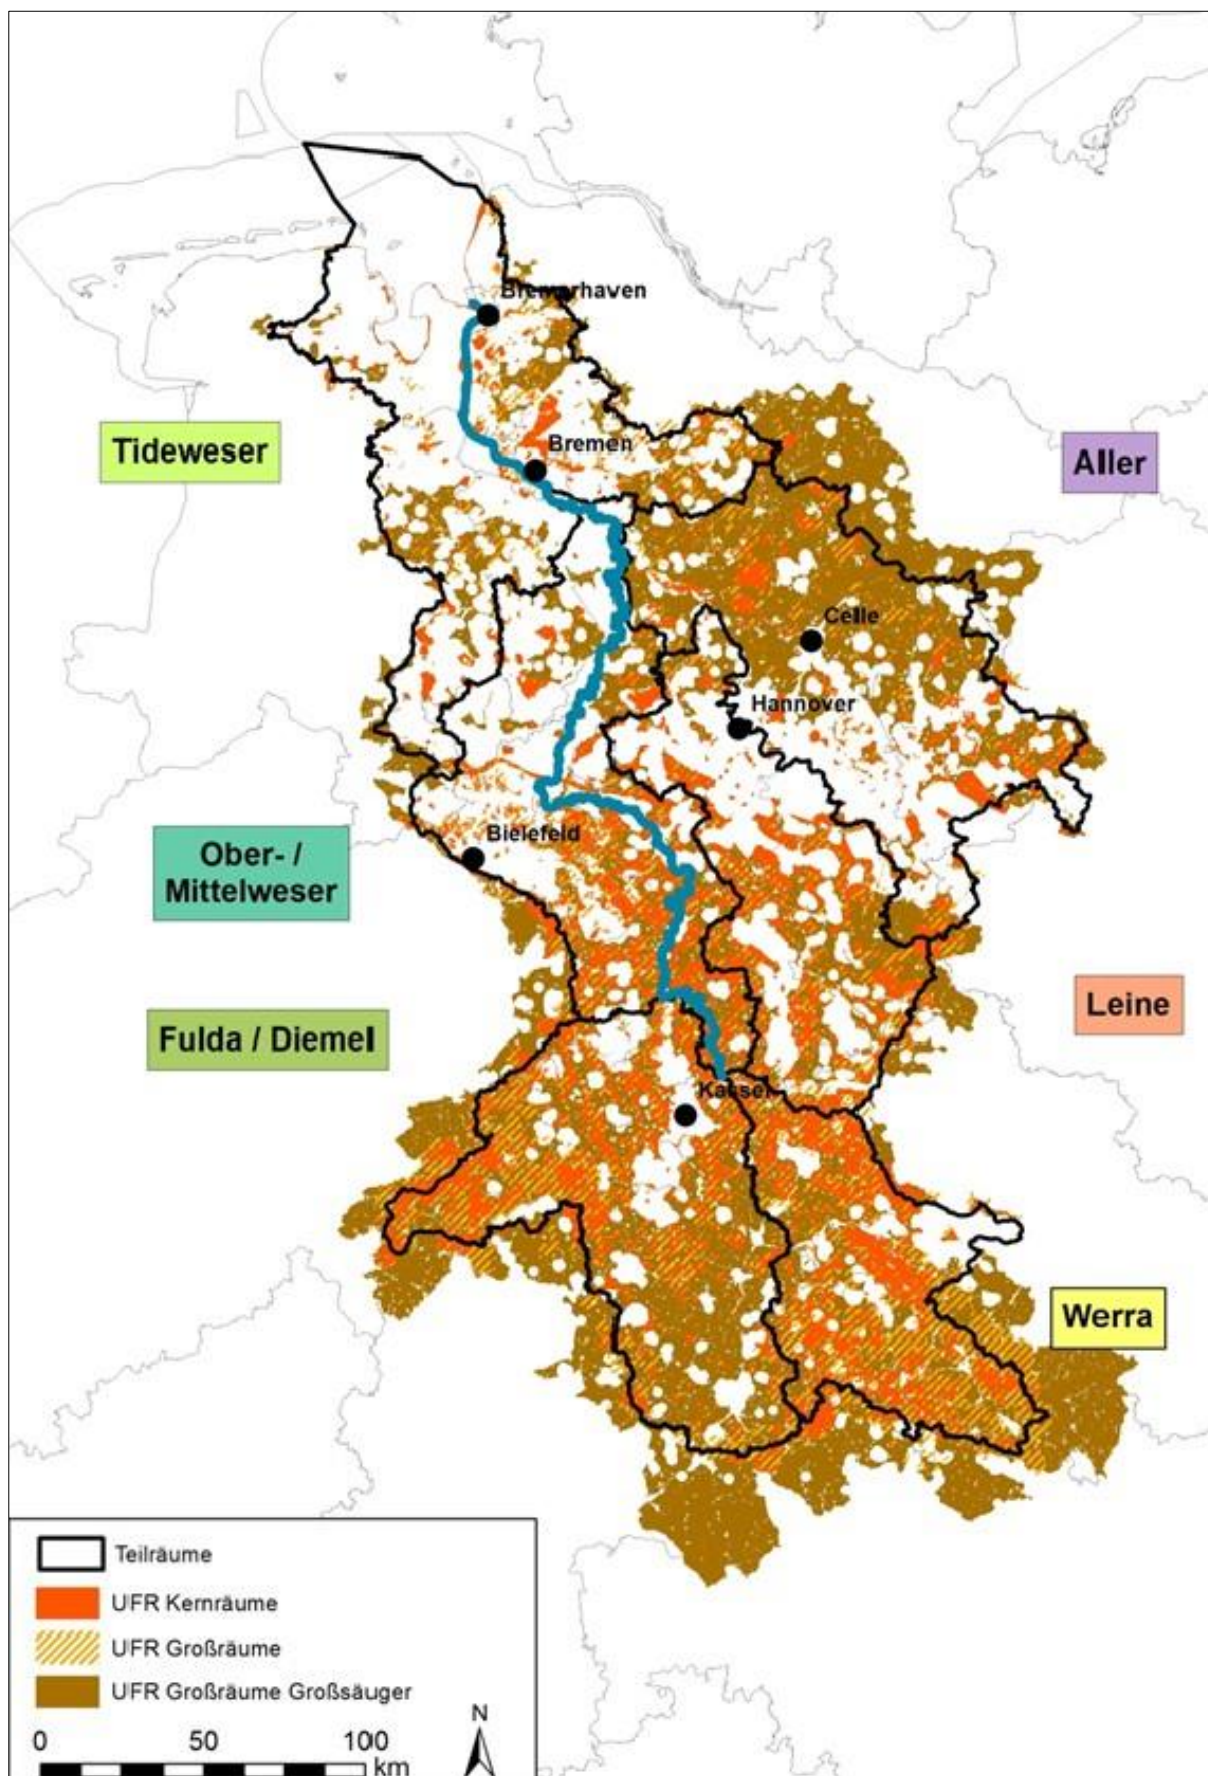 Bremerhaven
Tideweser
Bremen
Aller
Celle
Hannover
Bielefeld
Ober- /
Mittelweser
Leine
Fulda / Diemel
Kassel
Werra
Teilräume
UFR Kernräume
UFR Großräume
UFR Großräume Großsäuger
N
0 50 100
km